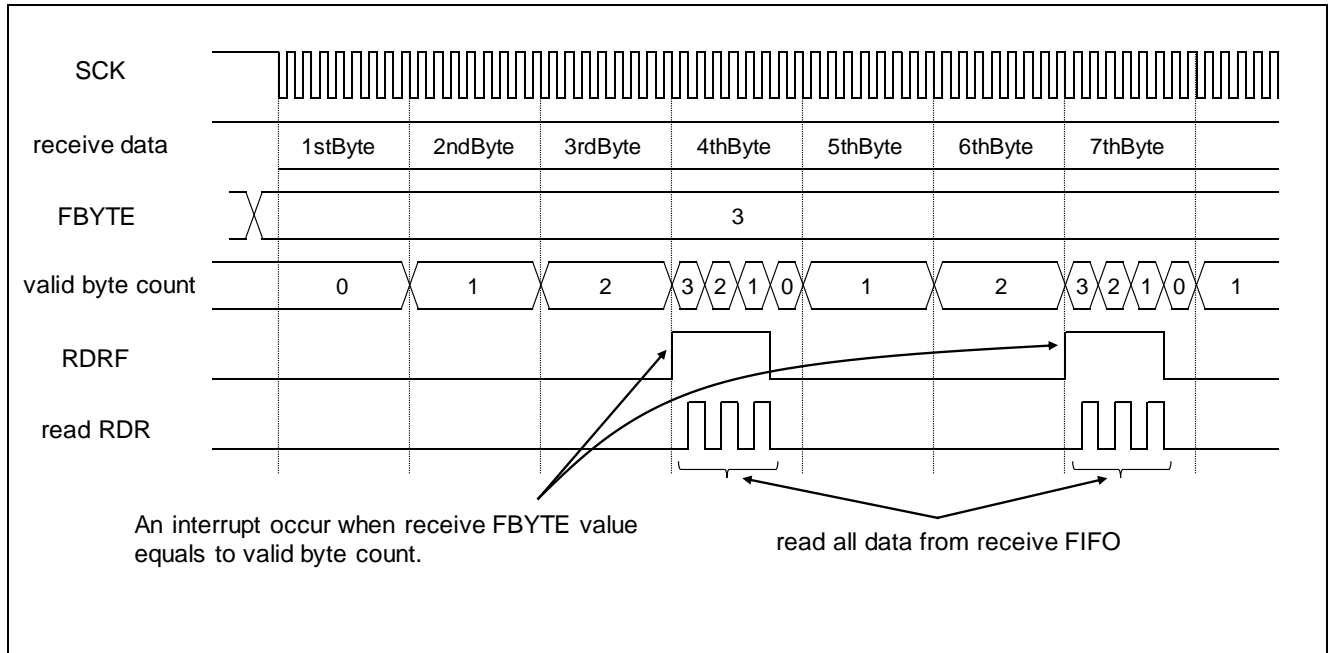 SCK
receive data 1stByte 2ndByte 3rdByte 4thByte 5thByte 6thByte 7thByte
FBYTE 3
valid byte count 0 1 2 3 2 1 0 1 2 3 2 1 0 1
RDRF
read RDR
An interrupt occur when receive FBYTE value
equals to valid byte count.
read all data from receive FIFO